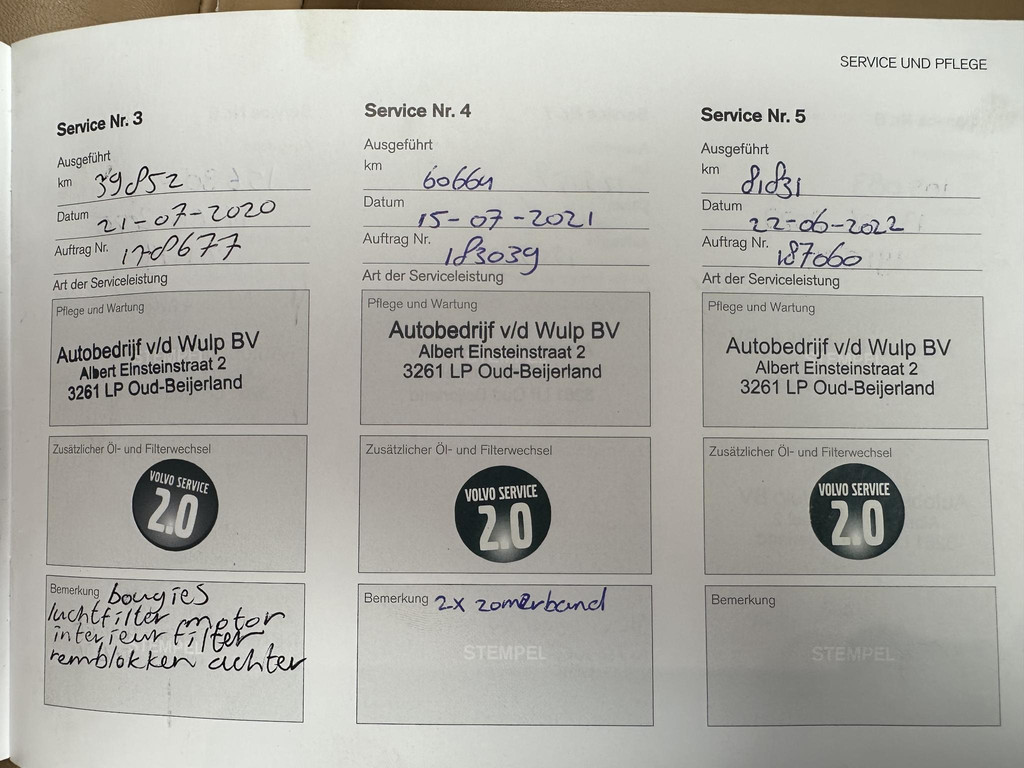 SERVICE UND PFLEGE
Service Nr. 3
Ausgeführt
km 39852
Datum 21-07-2020
Auftrag Nr. 178677
Art der Serviceleistung
Pflege und Wartung
Autobedrijf v/d Wulp BV
Albert Einsteinstraat 2
3261 LP Oud-Beijerland
Zusätzlicher Öl- und Filterwechsel
VOLVO SERVICE
2.0
Bemerkung bougies
luchtfilter motor
interieur filter
remblokken achter
Service Nr. 4
Ausgeführt
km 60664
Datum 15-07-2021
Auftrag Nr. 183039
Art der Serviceleistung
Pflege und Wartung
Autobedrijf v/d Wulp BV
Albert Einsteinstraat 2
3261 LP Oud-Beijerland
Zusätzlicher Öl- und Filterwechsel
VOLVO SERVICE
2.0
Bemerkung 2x zomerband
STEMPEL
Service Nr. 5
Ausgeführt
km 81831
Datum 22-06-2022
Auftrag Nr. 187060
Art der Serviceleistung
Pflege und Wartung
Autobedrijf v/d Wulp BV
Albert Einsteinstraat 2
3261 LP Oud-Beijerland
Zusätzlicher Öl- und Filterwechsel
VOLVO SERVICE
2.0
Bemerkung
STEMPEL